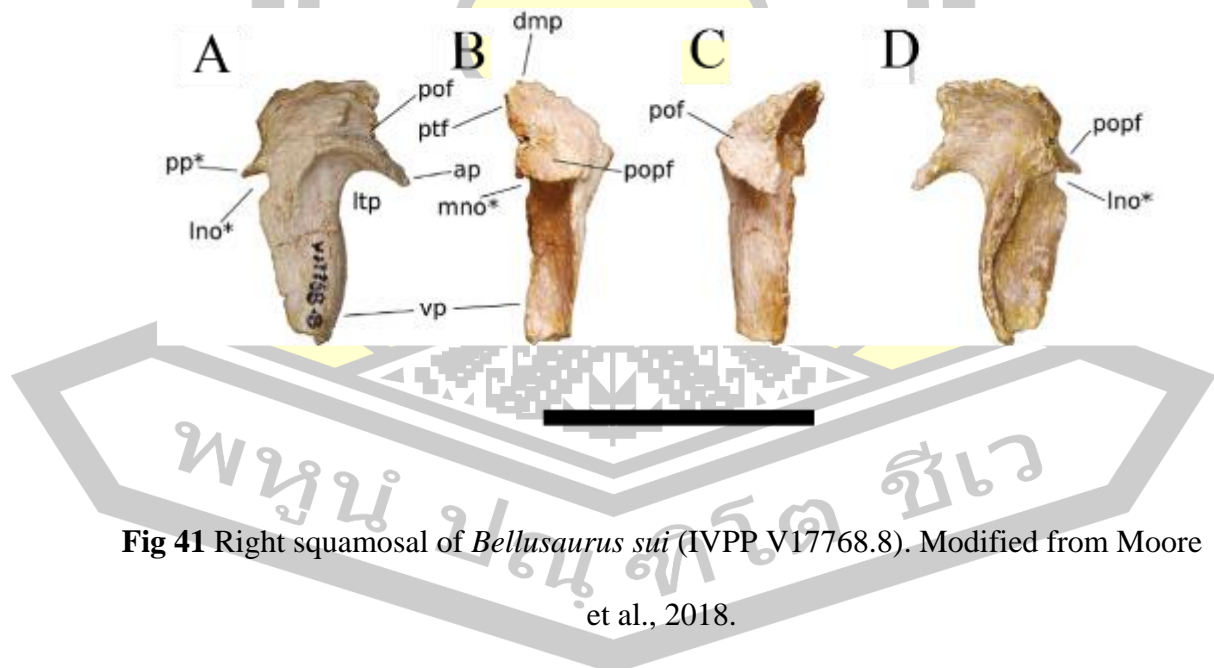 A B C D
dmp
pof
ptf
pof
popf
pp*
ap
popf
mno*
ltp
lno*
lno*
vp
พหูนํ ปณฺฑิโต ชีเว
Fig 41 Right squamosal of Bellusaurus sui (IVPP V17768.8). Modified from Moore
et al., 2018.